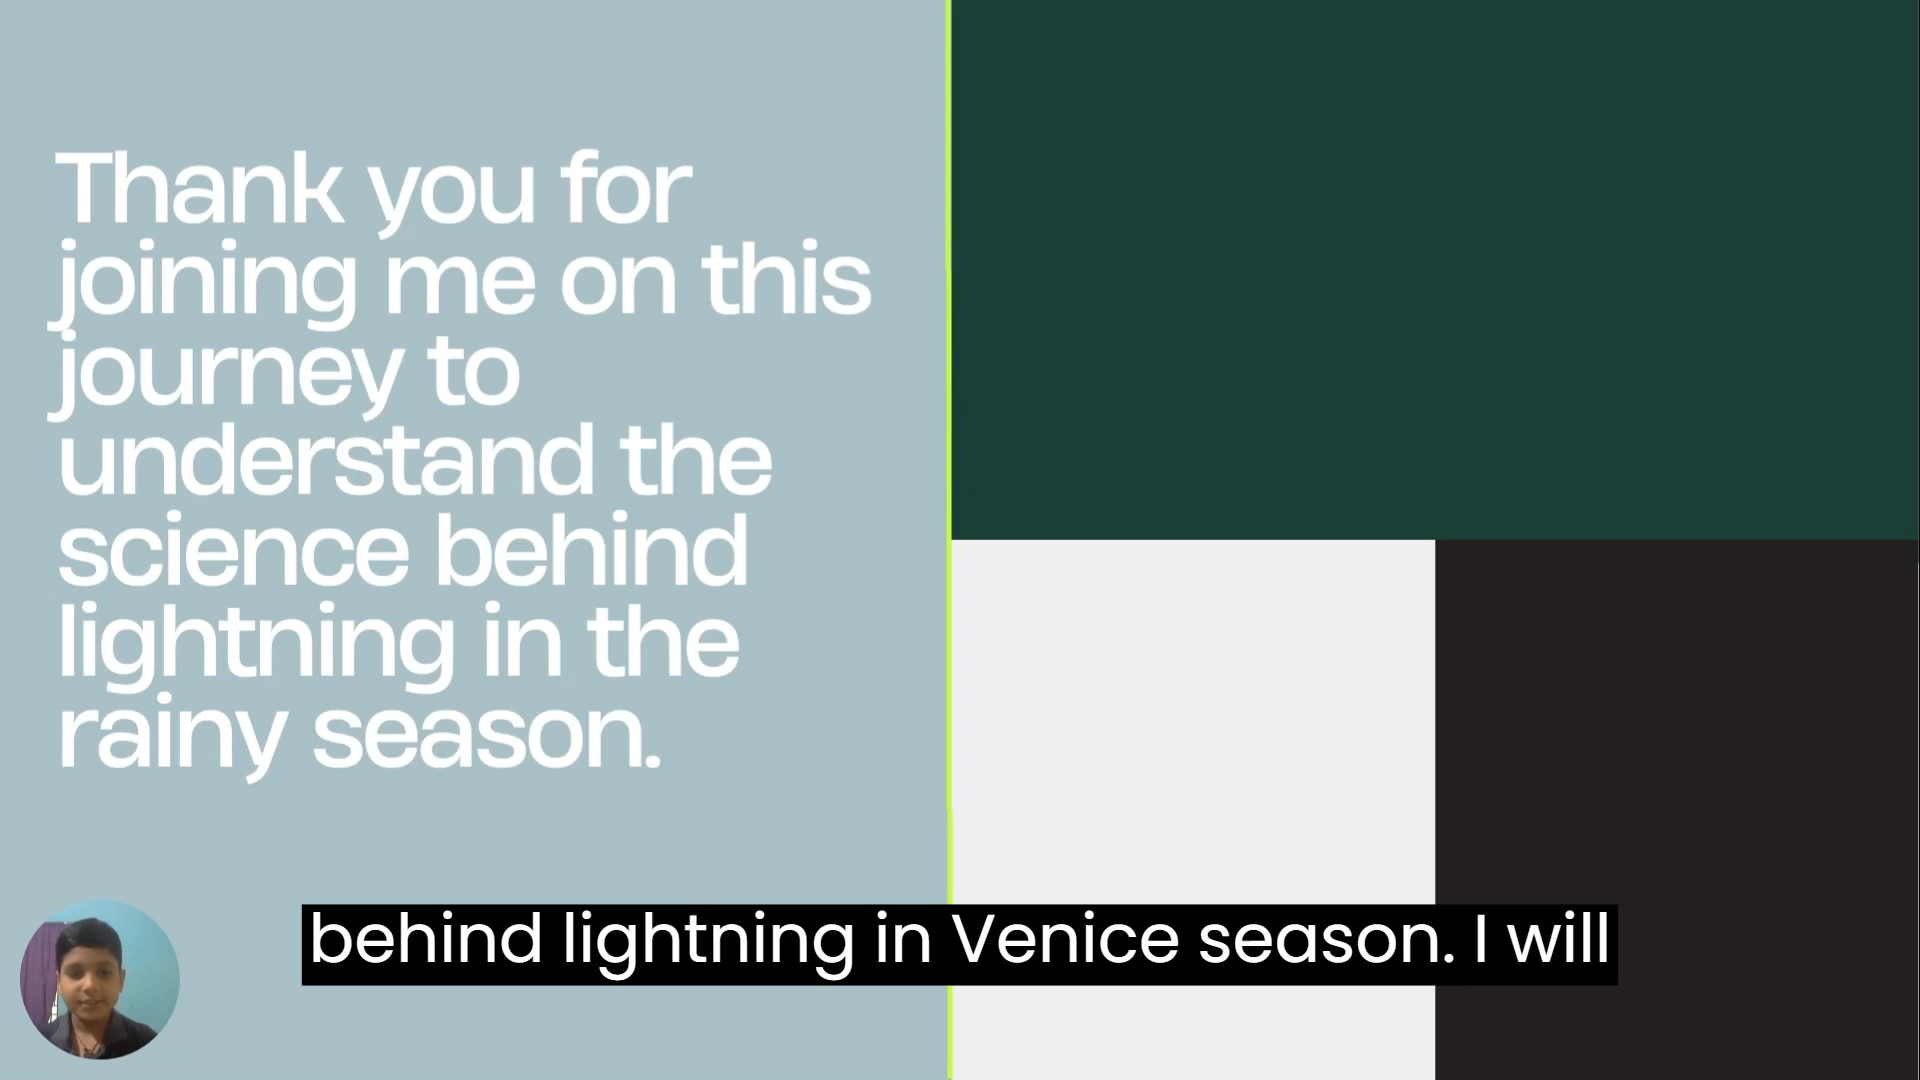 Thank you for
joining me on this
journey to
understand the
science behind
lightning in the
rainy season.
behind lightning in Venice season. I will